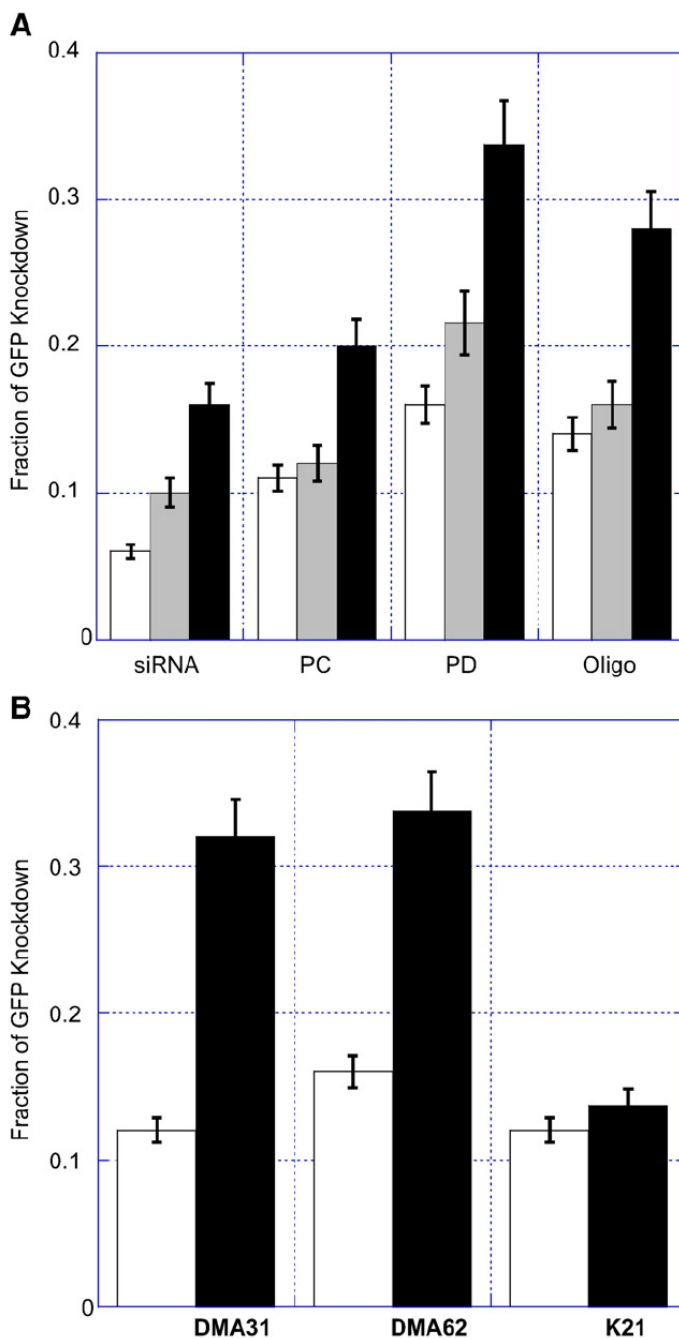 A
0.4
0.3
0.2
0.1
0
Fraction of GFP Knockdown
siRNA PC PD Oligo
B
0.4
0.3
0.2
0.1
0
Fraction of GFP Knockdown
DMA31 DMA62 K21